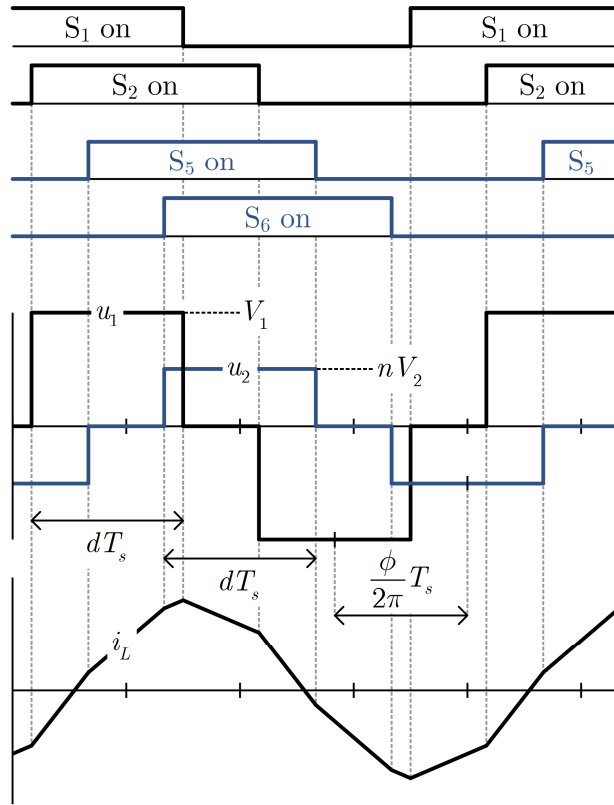 S₁ on S₁ on
S₂ on S₂ on
S₅ on S₅
S₆ on
u₁ V₁
u₂ nV₂
dTₛ
dTₛ
ϕ/2π Tₛ
i_L